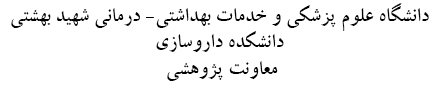 دانشگاه علوم پزشکی و خدمات بهداشتی- درمانی شهید بهشتی
دانشکده داروسازی
معاونت پژوهشی